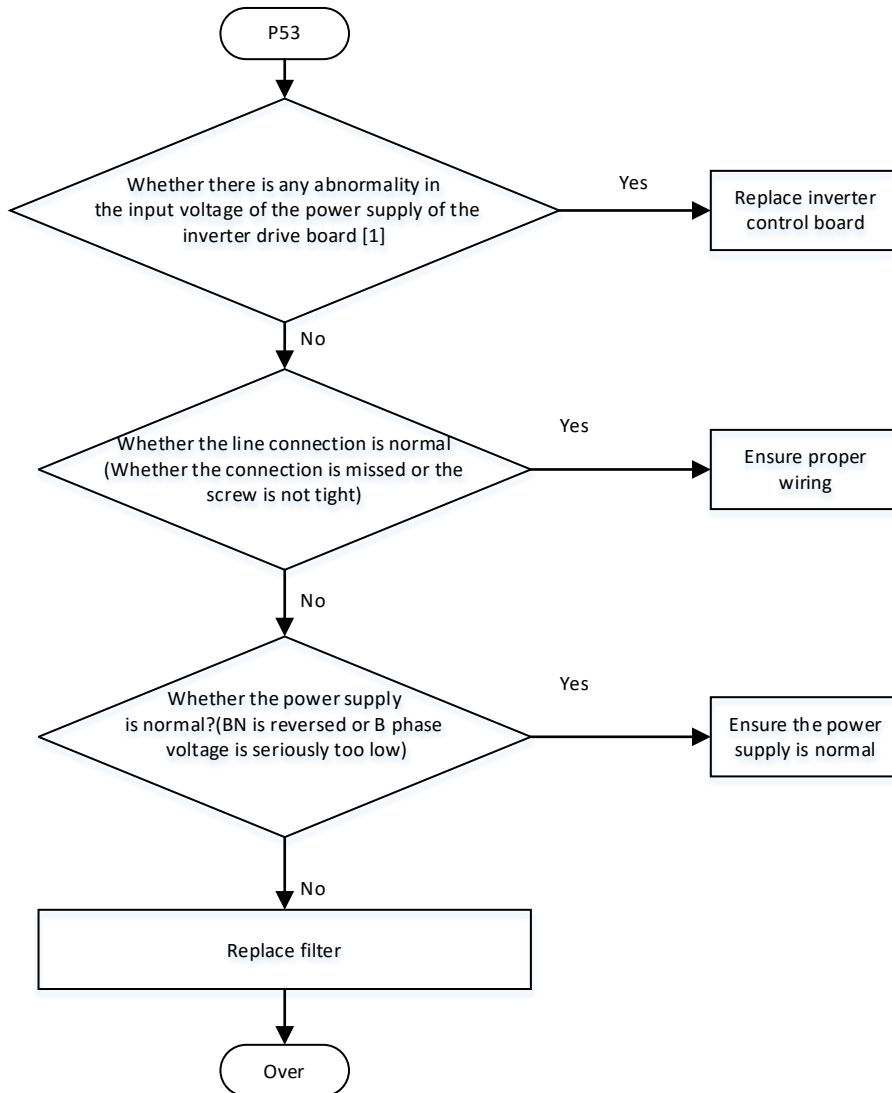 P53
Whether there is any abnormality in
the input voltage of the power supply of the
inverter drive board [1]
Yes
Replace inverter
control board
No
Whether the line connection is normal
(Whether the connection is missed or the
screw is not tight)
Yes
Ensure proper
wiring
No
Whether the power supply
is normal?(BN is reversed or B phase
voltage is seriously too low)
Yes
Ensure the power
supply is normal
No
Replace filter
Over